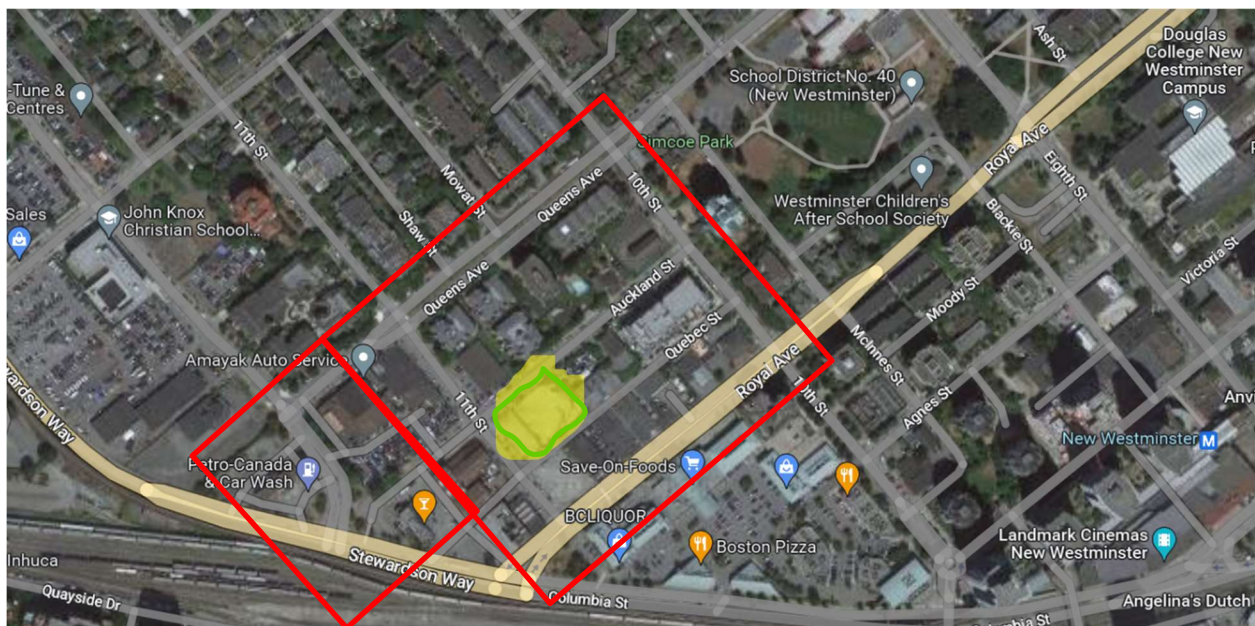 Douglas
College New
Westminster
Campus
Ash St
School District No. 40
(New Westminster)
-Tune &
Centres
11th St
Simcoe Park
Royal Ave
Eighth St
Mowat St
Queens Ave
10th St
Westminster Children's
After School Society
Sales
John Knox
Christian School...
Shaw St
Blackie St
Victoria St
Queens Ave
Auckland St
Moody St
Quebec St
McInnes St
Amayak Auto Service
Royal Ave
10th St
11th St
Agnes St
Anvi
wardson Way
New Westminster
M
Petro-Canada
& Car Wash
Save-On-Foods
BCLIQUOR
Boston Pizza
Landmark Cinemas
New Westminster
Inhuca
Stewardson Way
Quayside Dr
Columbia St
Angelina's Dutch
Columbia St